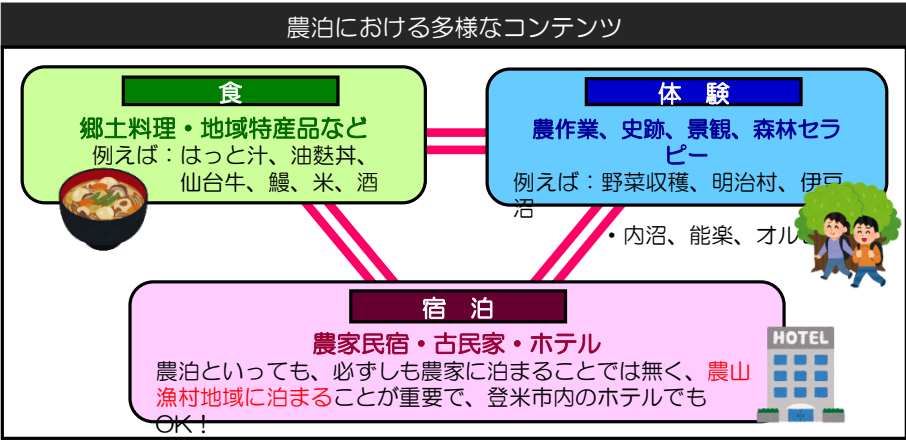 農泊における多様なコンテンツ
食
郷土料理・地域特産品など
例えば：はっと汁、油麩丼、
仙台牛、鰻、米、酒
体 験
農作業、史跡、景観、森林セラ
ピー
例えば：野菜収穫、明治村、伊豆
沼
・内沼、能楽、オル
宿 泊
農家民宿・古民家・ホテル
農泊といっても、必ずしも農家に泊まることでは無く、農山
漁村地域に泊まることが重要で、登米市内のホテルでも
OK！
HOTEL